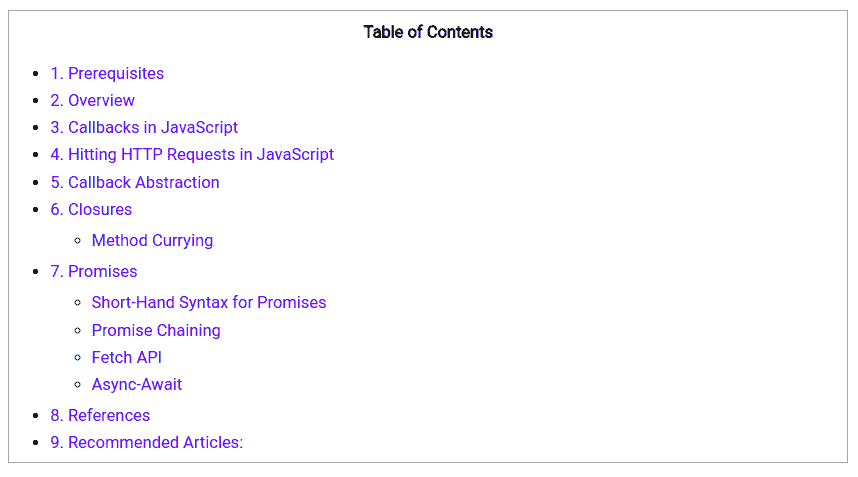 Table of Contents
1. Prerequisites
2. Overview
3. Callbacks in JavaScript
4. Hitting HTTP Requests in JavaScript
5. Callback Abstraction
6. Closures
Method Currying
7. Promises
Short-Hand Syntax for Promises
Promise Chaining
Fetch API
Async-Await
8. References
9. Recommended Articles: